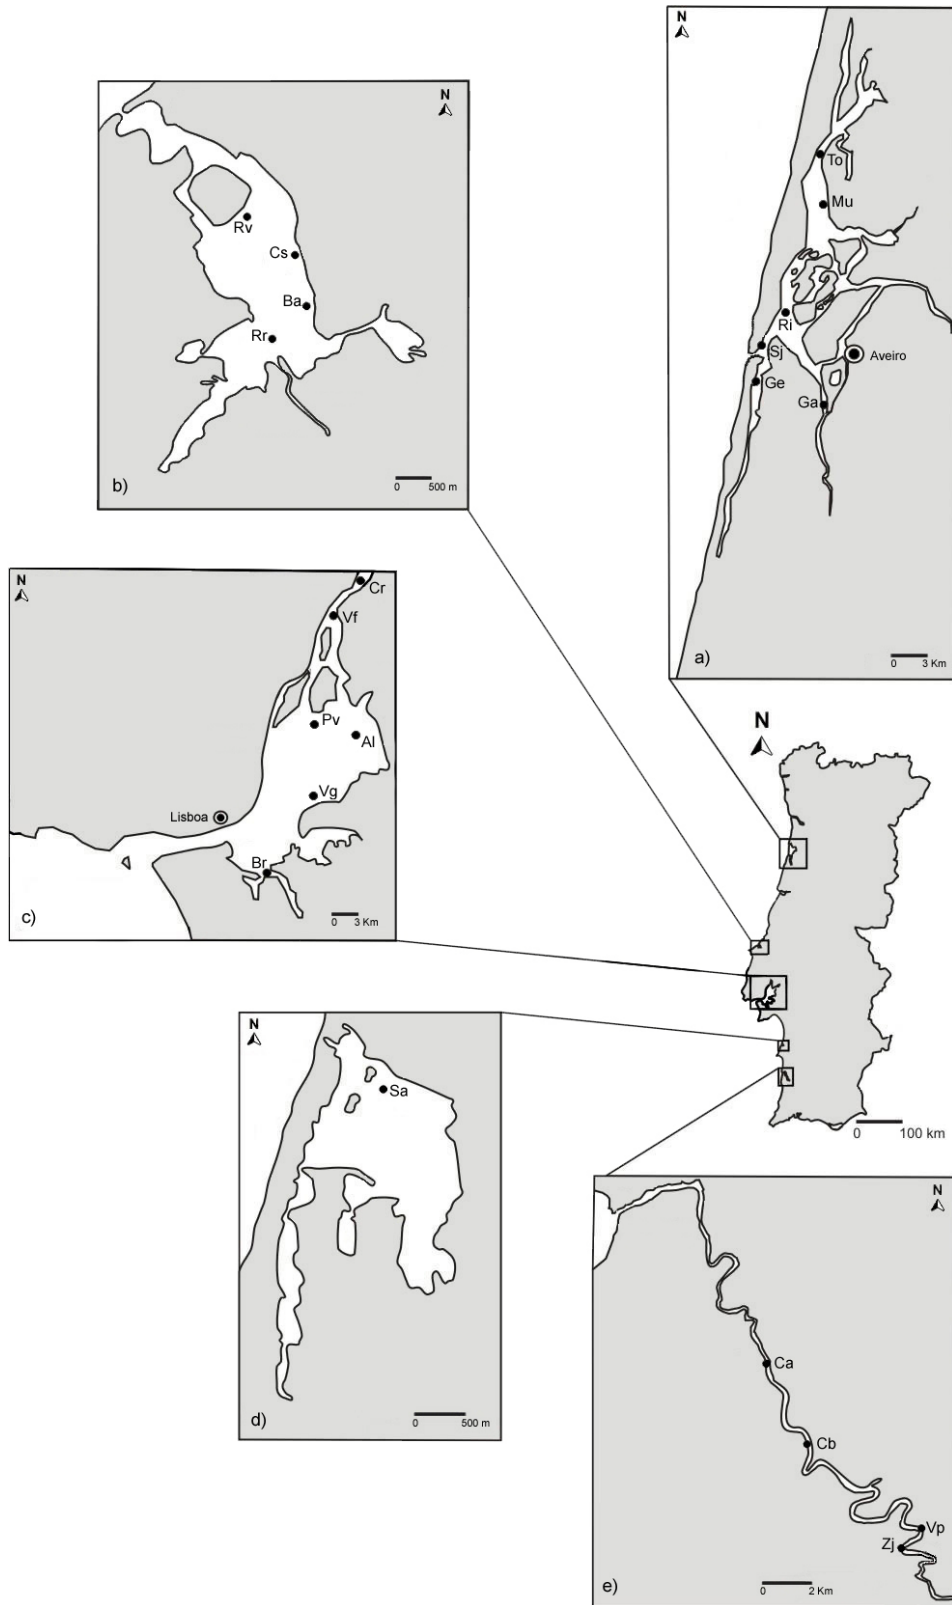 N
To
Mu
Ri
Sj
Aveiro
Ge
Ga
a)
0 3 Km
N
Rv
Cs
Ba
Rr
b)
0 500 m
N
Cr
Vf
Pv
Al
Vg
Lisboa
Br
c)
0 3 Km
N
0 100 km
N
Sa
d)
0 500 m
N
Ca
Cb
Vp
Zj
e)
0 2 Km